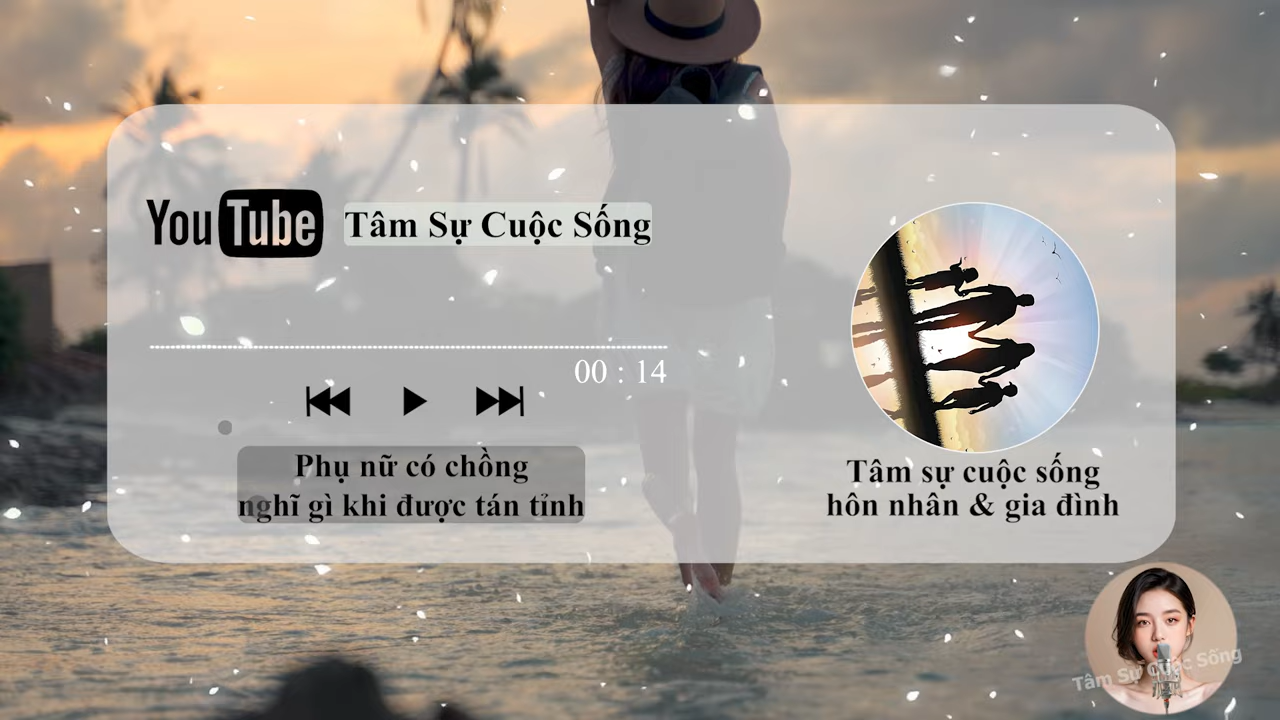 YouTube Tâm Sự Cuộc Sống
00 : 14
Phụ nữ có chồng
nghĩ gì khi được tán tỉnh
Tâm sự cuộc sống
hôn nhân & gia đình
Tâm Sự Cuộc Sống